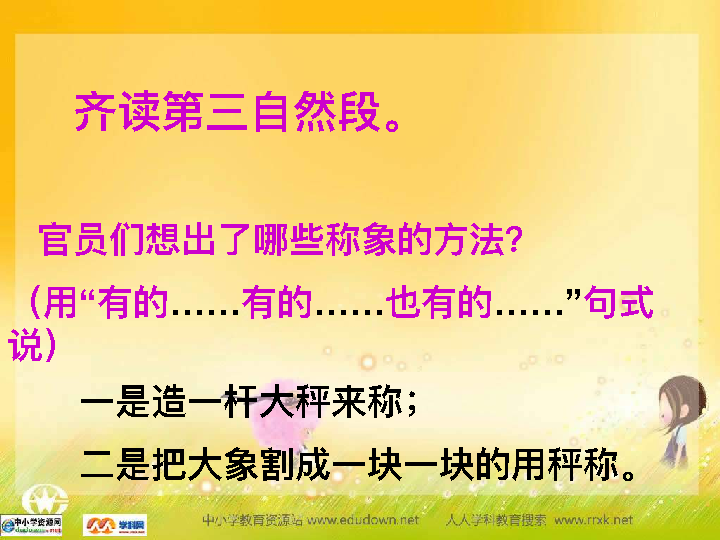 齐读第三自然段。
官员们想出了哪些称象的方法?
（用“有的……有的……也有的……”句式
说）
一是造一杆大秤来称；
二是把大象割成一块一块的用秤称。
中小学资源网
学科网
中小学教育资源站 www.edudown.net 人人学科教育搜索 www.rrxk.net